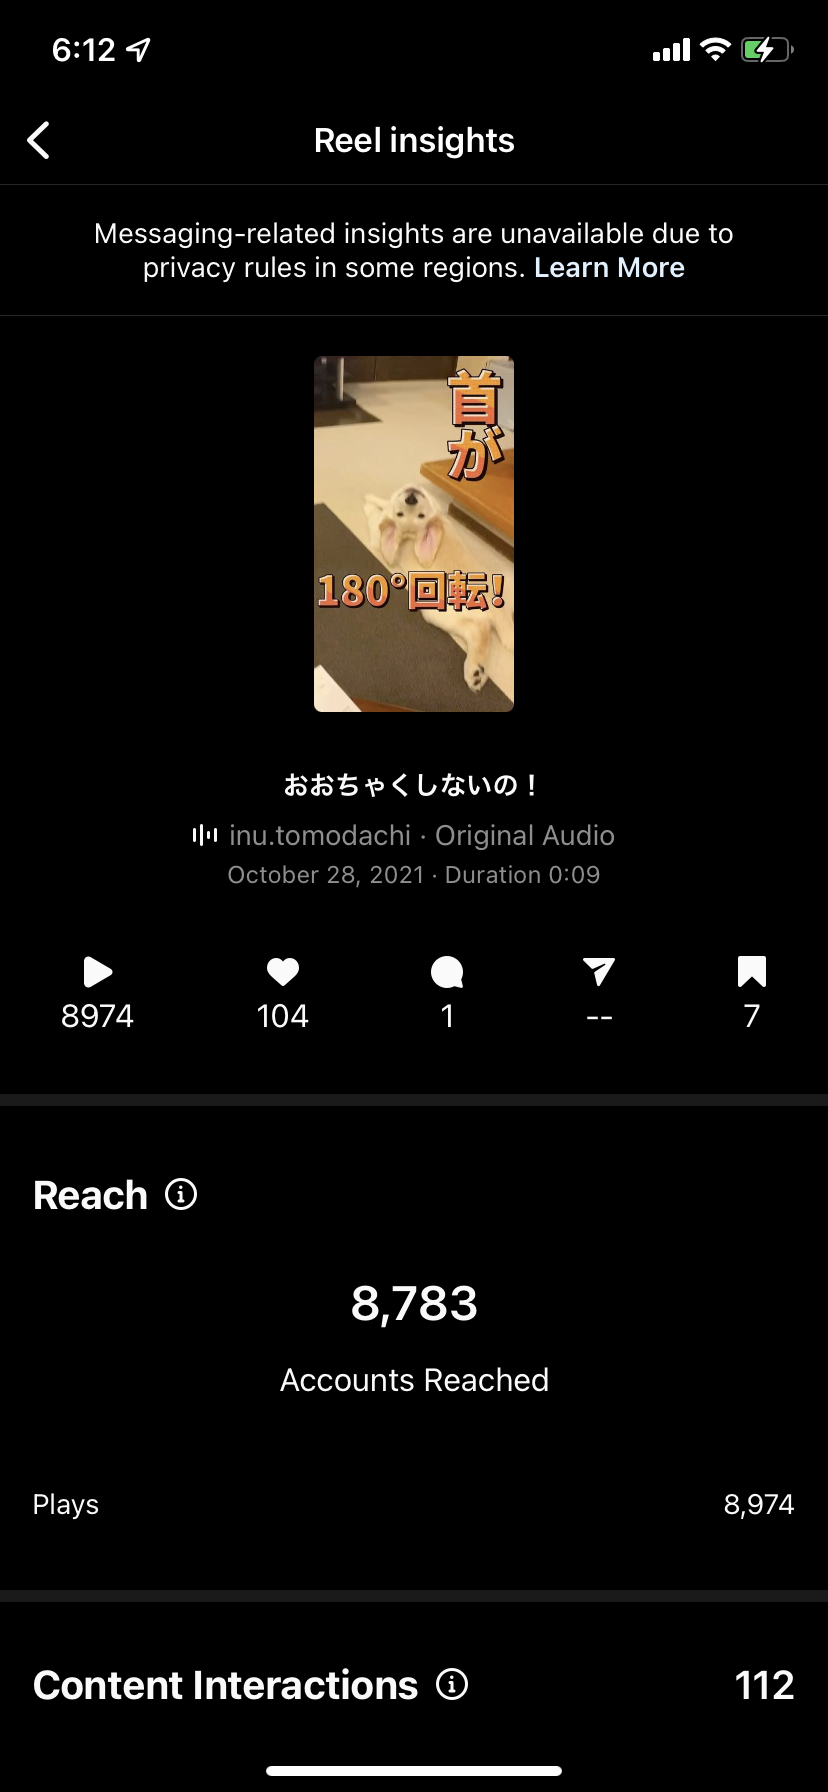 6:12
Reel insights
Messaging-related insights are unavailable due to
privacy rules in some regions. Learn More
首が
180°回転!
おおちゃくしないの！
inu.tomodachi · Original Audio
October 28, 2021 · Duration 0:09
8974 104 1 -- 7
Reach
8,783
Accounts Reached
Plays 8,974
Content Interactions 112